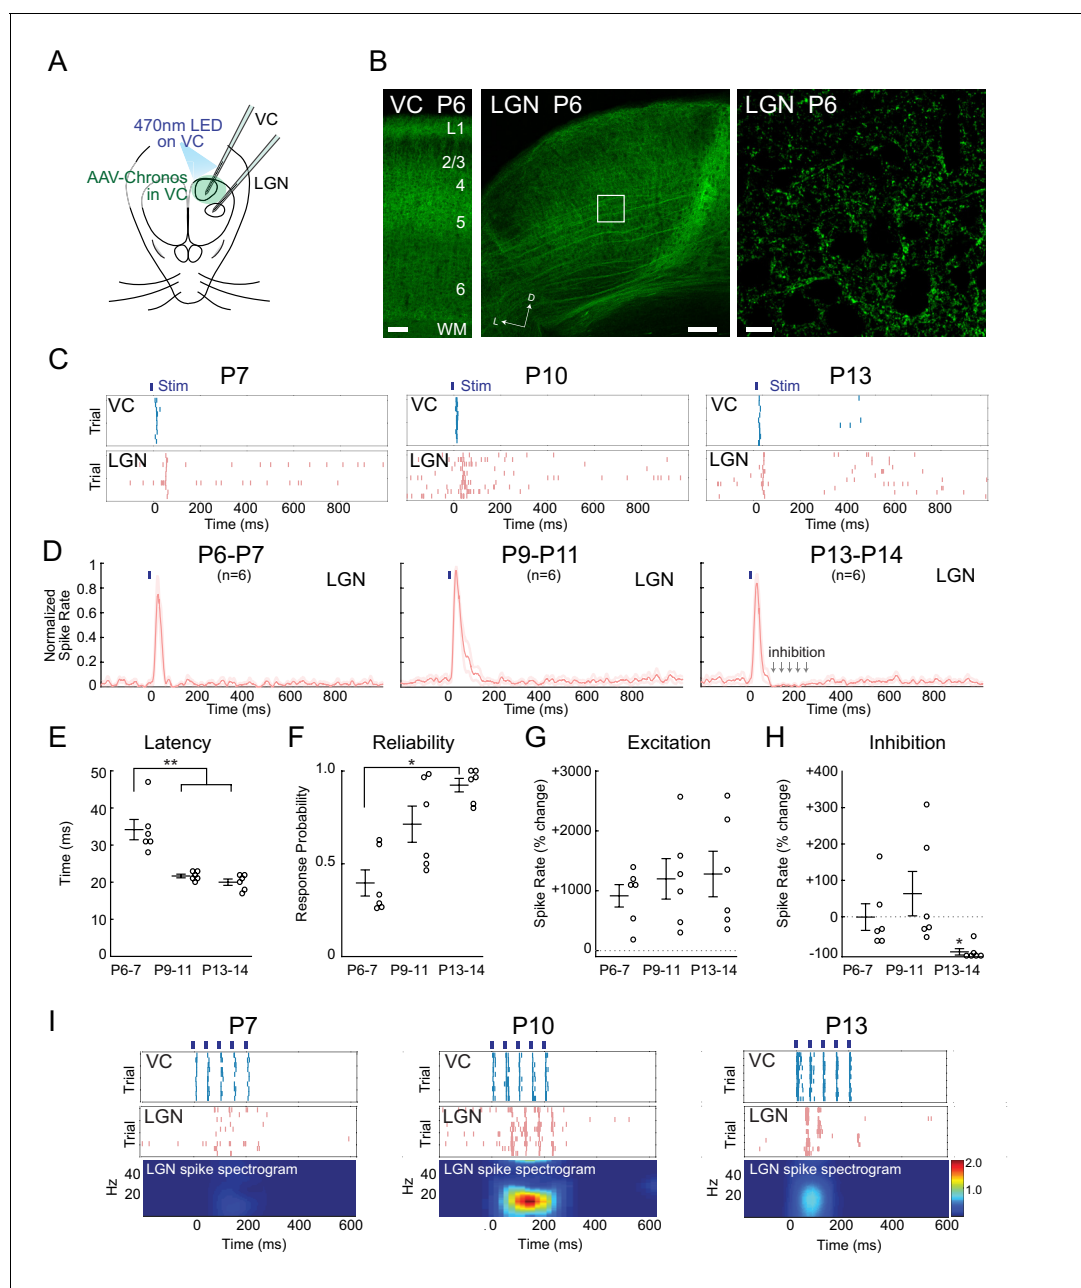 A
470nm LED
on VC
VC
AAV-Chronos
in VC
LGN
B
VC P6
L1
2/3
4
5
6
WM
LGN P6
L
D
LGN P6
C
P7
P10
P13
Stim
Stim
Stim
Trial
VC
VC
VC
Trial
LGN
LGN
LGN
0 200 400 600 800
0 200 400 600 800
0 200 400 600 800
Time (ms)
Time (ms)
Time (ms)
D
P6-P7
(n=6)
P9-P11
(n=6)
P13-P14
(n=6)
LGN
LGN
LGN
Normalized
Spike Rate
1
0.8
0.6
0.4
0.2
0
inhibition
0 200 400 600 800
0 200 400 600 800
0 200 400 600 800
Time (ms)
Time (ms)
Time (ms)
E
Latency
**
Time (ms)
50
40
30
20
10
0
P6-7 P9-11 P13-14
F
Reliability
*
Response Probability
1.0
0.5
0
P6-7 P9-11 P13-14
G
Excitation
Spike Rate (% change)
+3000
+2000
+1000
0
P6-7 P9-11 P13-14
H
Inhibition
Spike Rate (% change)
+400
+300
+200
+100
0
-100
*
P6-7 P9-11 P13-14
I
P7
P10
P13
Trial
VC
Trial
VC
Trial
VC
Trial
LGN
Trial
LGN
Trial
LGN
Hz
40
20
LGN spike spectrogram
Hz
40
20
LGN spike spectrogram
Hz
40
20
LGN spike spectrogram
2.0
1.0
0 200 400 600
0 200 400 600
0 200 400 600
Time (ms)
Time (ms)
Time (ms)